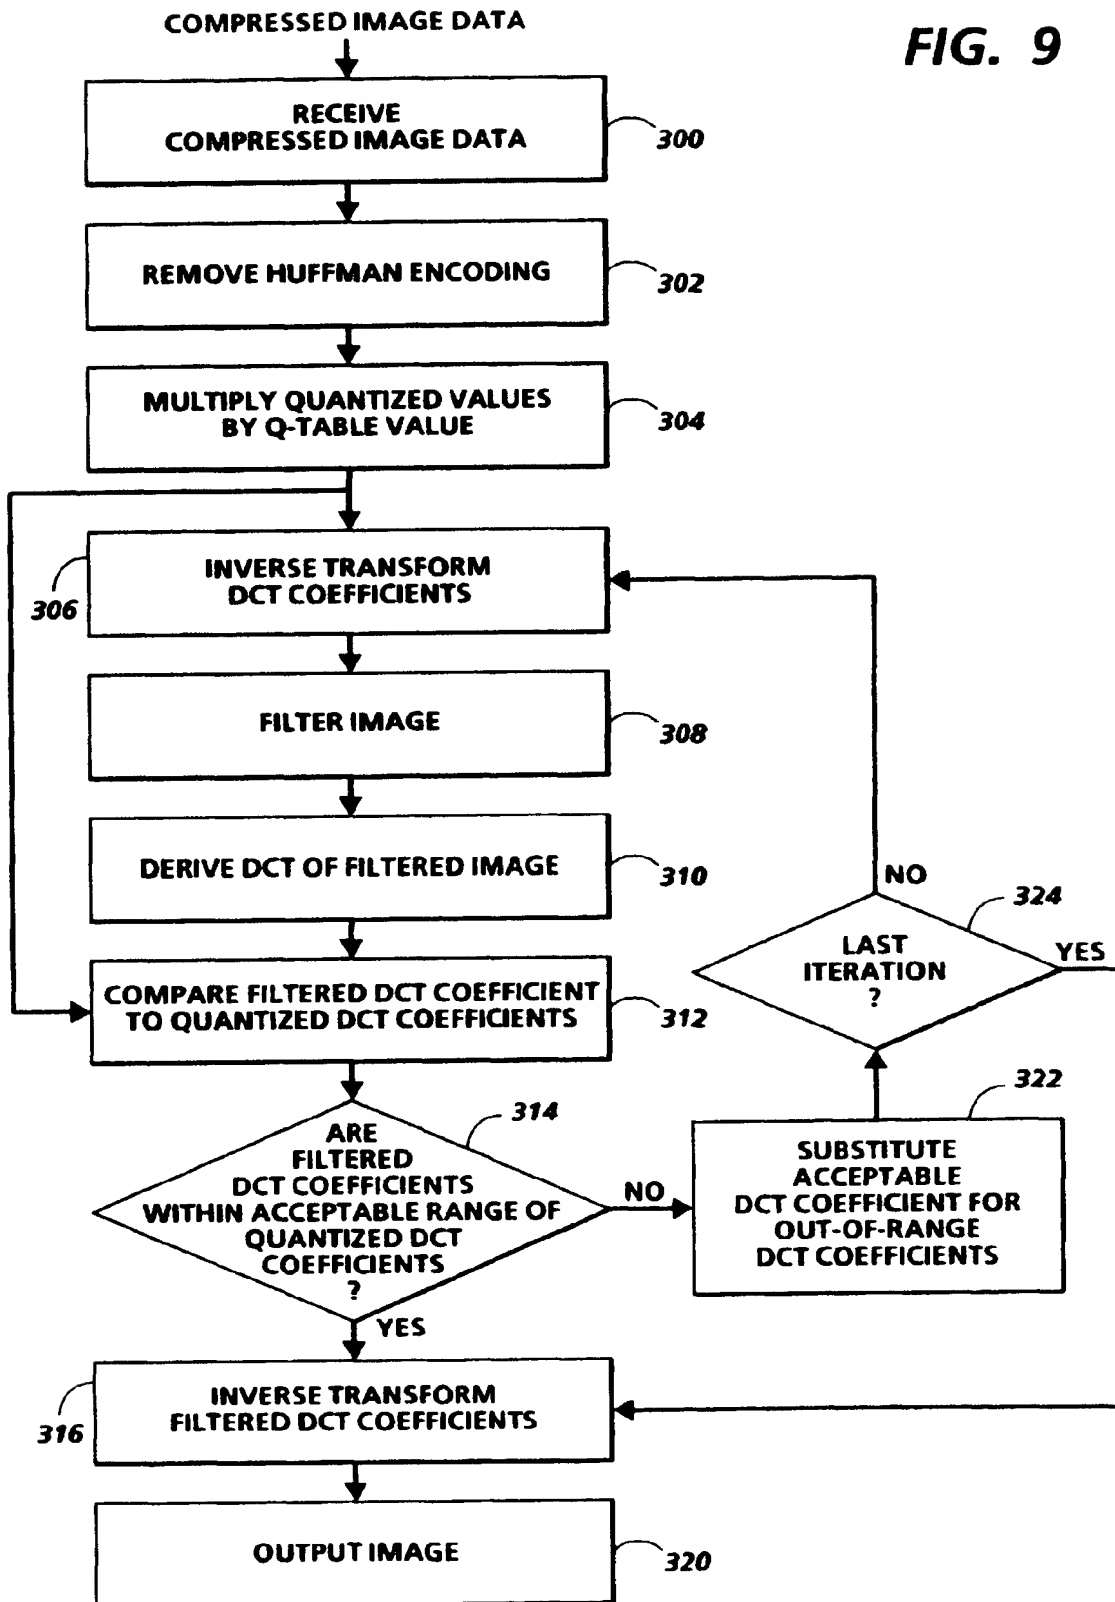 COMPRESSED IMAGE DATA
FIG. 9
RECEIVE
COMPRESSED IMAGE DATA
300
REMOVE HUFFMAN ENCODING
302
MULTIPLY QUANTIZED VALUES
BY Q-TABLE VALUE
304
INVERSE TRANSFORM
DCT COEFFICIENTS
306
FILTER IMAGE
308
DERIVE DCT OF FILTERED IMAGE
310
COMPARE FILTERED DCT COEFFICIENT
TO QUANTIZED DCT COEFFICIENTS
312
ARE
FILTERED
DCT COEFFICIENTS
WITHIN ACCEPTABLE RANGE OF
QUANTIZED DCT
COEFFICIENTS
?
314
NO
YES
SUBSTITUTE
ACCEPTABLE
DCT COEFFICIENT FOR
OUT-OF-RANGE
DCT COEFFICIENTS
322
LAST
ITERATION
?
324
NO
YES
INVERSE TRANSFORM
FILTERED DCT COEFFICIENTS
316
OUTPUT IMAGE
320